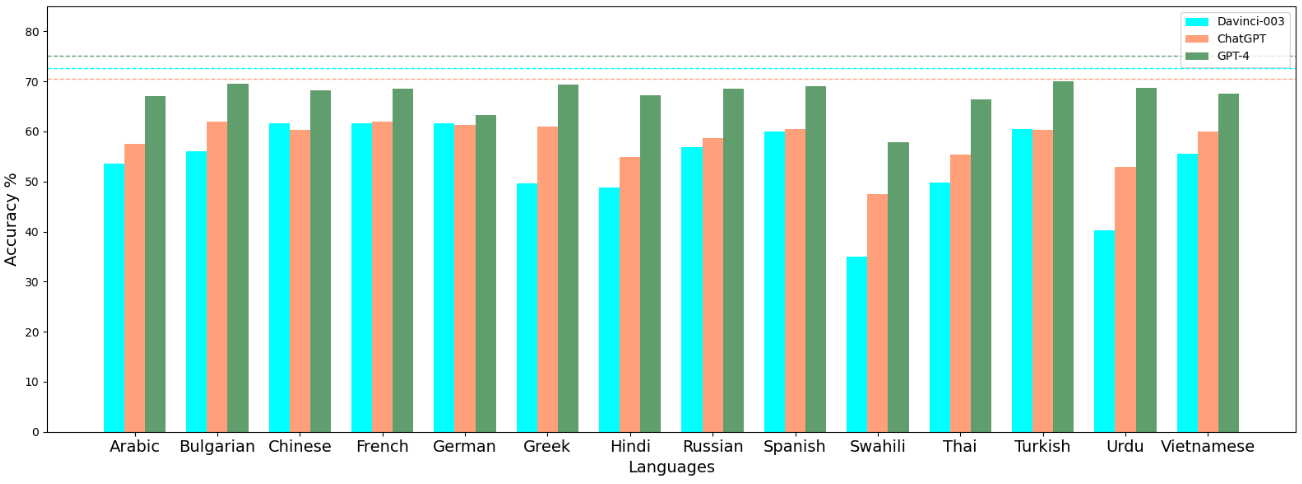 80
70
60
50
40
30
20
10
0
Accuracy %
Davinci-003
ChatGPT
GPT-4
Arabic Bulgarian Chinese French German Greek Hindi Russian Spanish Swahili Thai Turkish Urdu Vietnamese
Languages